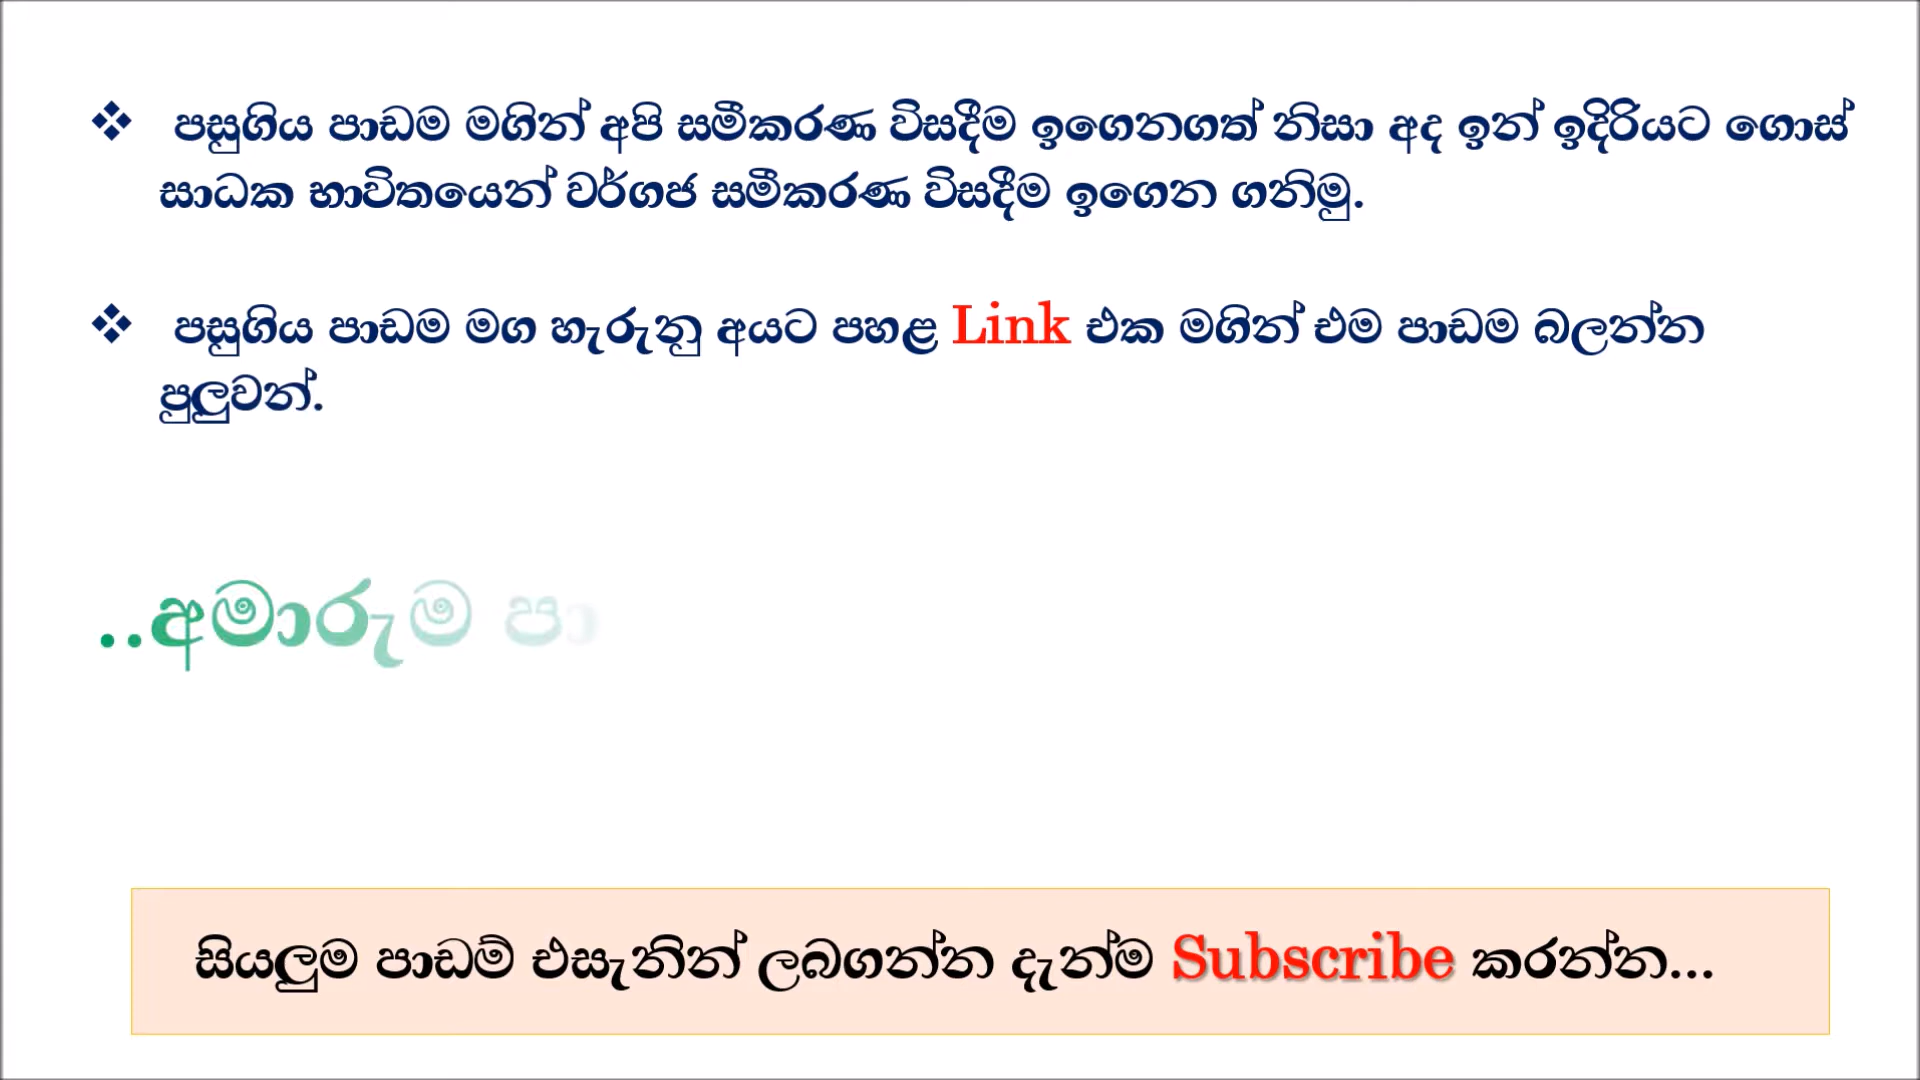 ❖ පසුගිය පාඩම මගින් අපි සමීකරණ විසදීම ඉගෙනගත් නිසා අද ඉන් ඉදිරියට ගොස්
සාධක භාවිතයෙන් වර්ගජ සමීකරණ විසදීම ඉගෙන ගනිමු.
❖ පසුගිය පාඩම මග හැරුනු අයට පහළ Link එක මගින් එම පාඩම බලන්න
පුලුවන්.
..අමාරුම පා
සියලුම පාඩම් එසැනින් ලබගන්න දැන්ම Subscribe කරන්න...